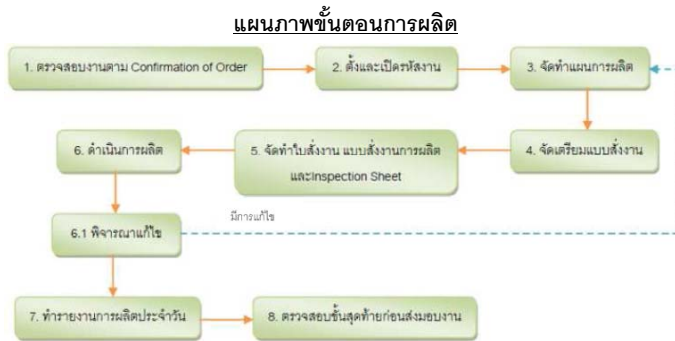 แผนภาพขั้นตอนการผลิต
1. ตรวจสอบงานตาม Confirmation of Order
2. ตั้งและเปิดรหัสงาน
3. จัดทำแผนการผลิต
4. จัดเตรียมแบบสั่งงาน
5. จัดทำใบสั่งงาน แบบสั่งงานการผลิต
และInspection Sheet
6. ดำเนินการผลิต
มีการแก้ไข
6.1 พิจารณาแก้ไข
7. ทำรายงานการผลิตประจำวัน
8. ตรวจสอบขั้นสุดท้ายก่อนส่งมอบงาน